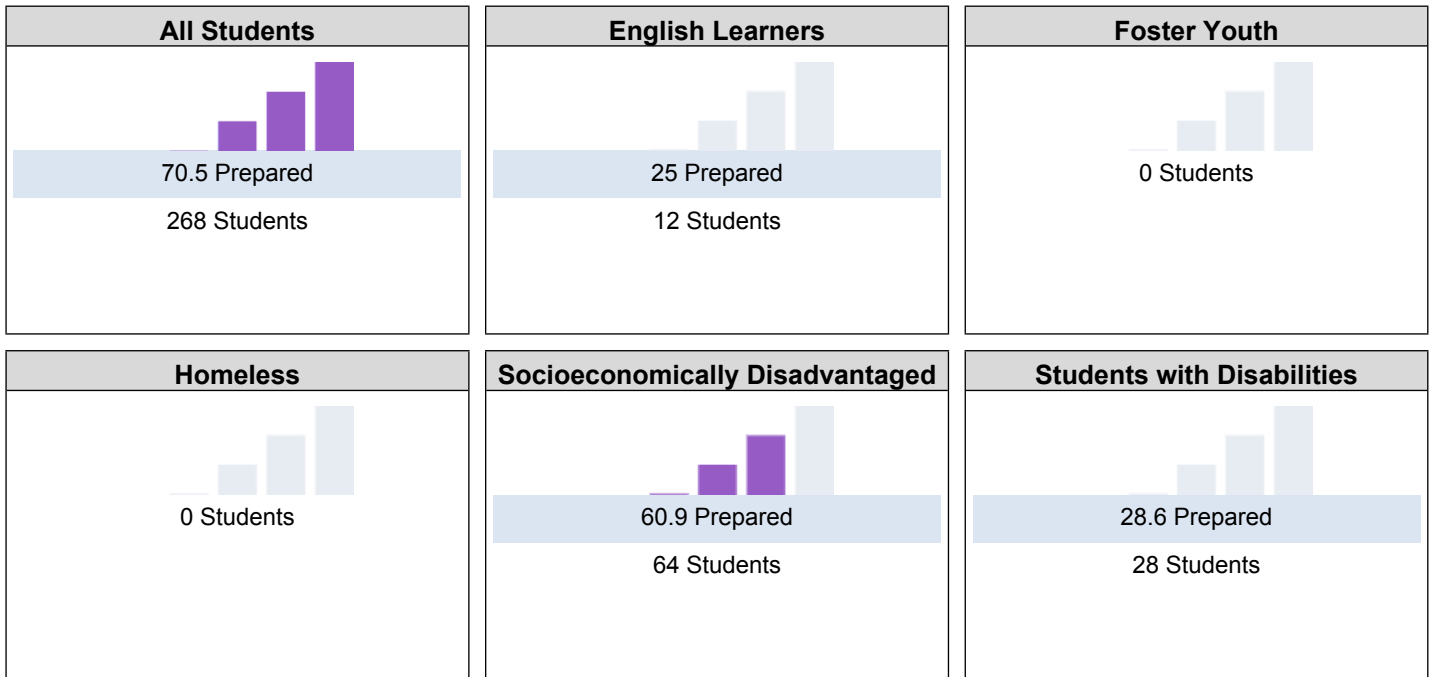 All Students
70.5 Prepared
268 Students
English Learners
25 Prepared
12 Students
Foster Youth
0 Students
Homeless
0 Students
Socioeconomically Disadvantaged
60.9 Prepared
64 Students
Students with Disabilities
28.6 Prepared
28 Students